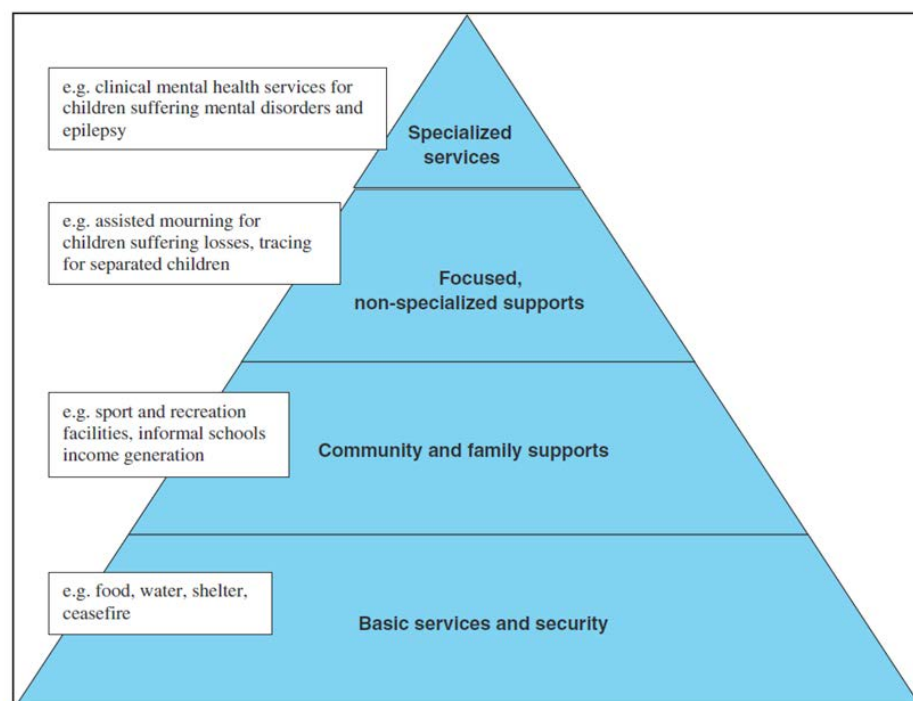 e.g. clinical mental health services for
children suffering mental disorders and
epilepsy
Specialized
services
e.g. assisted mourning for
children suffering losses, tracing
for separated children
Focused,
non-specialized supports
e.g. sport and recreation
facilities, informal schools
income generation
Community and family supports
e.g. food, water, shelter,
ceasefire
Basic services and security